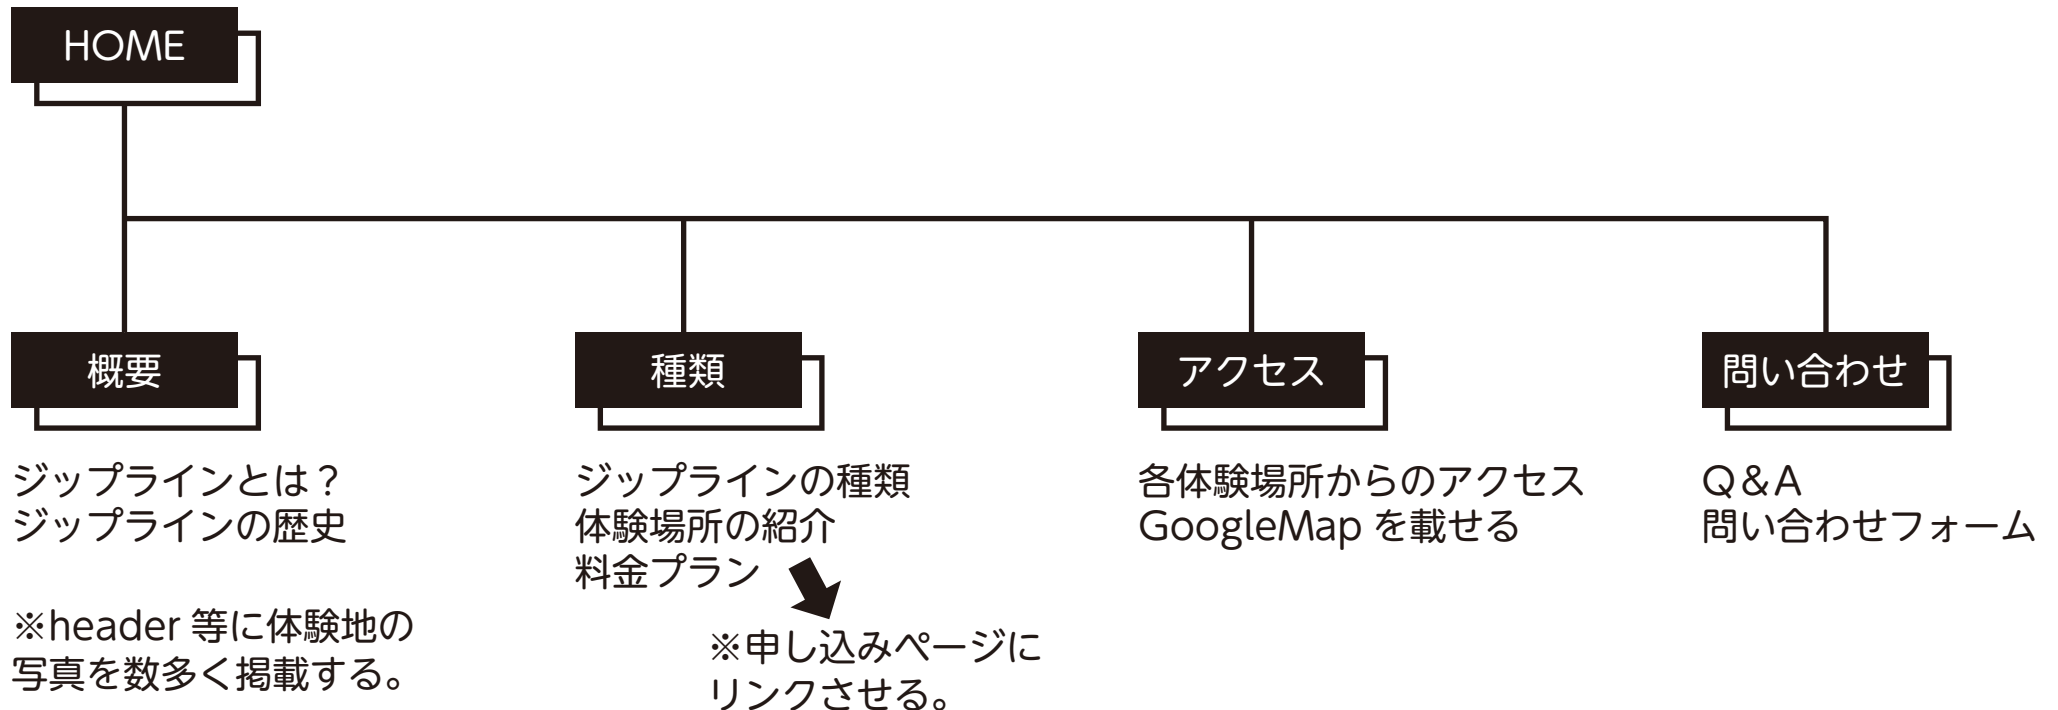 HOME
概要
ジップラインとは？
ジップラインの歴史
※header 等に体験地の
写真を数多く掲載する。
種類
ジップラインの種類
体験場所の紹介
料金プラン
※申し込みページに
リンクさせる。
アクセス
各体験場所からのアクセス
GoogleMap を載せる
問い合わせ
Q＆A
問い合わせフォーム